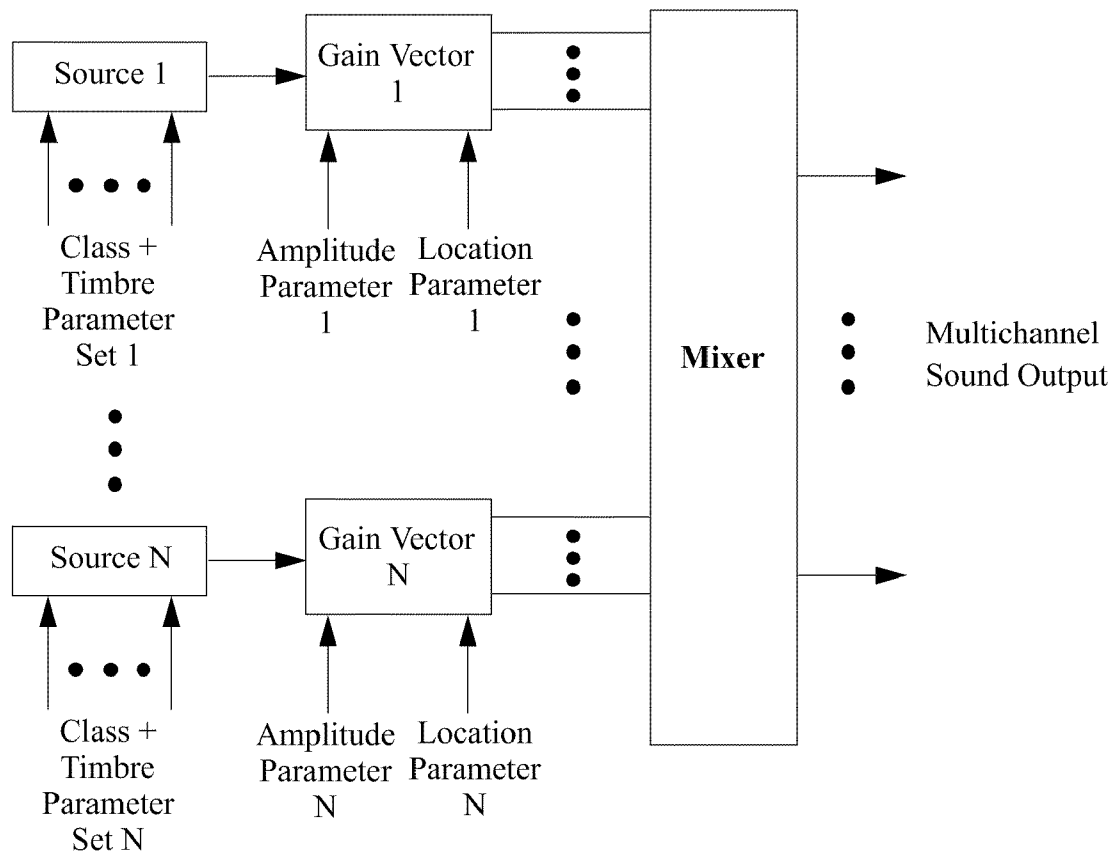 Source 1
Gain Vector
1
Class +
Timbre
Parameter
Set 1
Amplitude
Parameter
1
Location
Parameter
1
Mixer
Multichannel
Sound Output
Source N
Gain Vector
N
Class +
Timbre
Parameter
Set N
Amplitude
Parameter
N
Location
Parameter
N